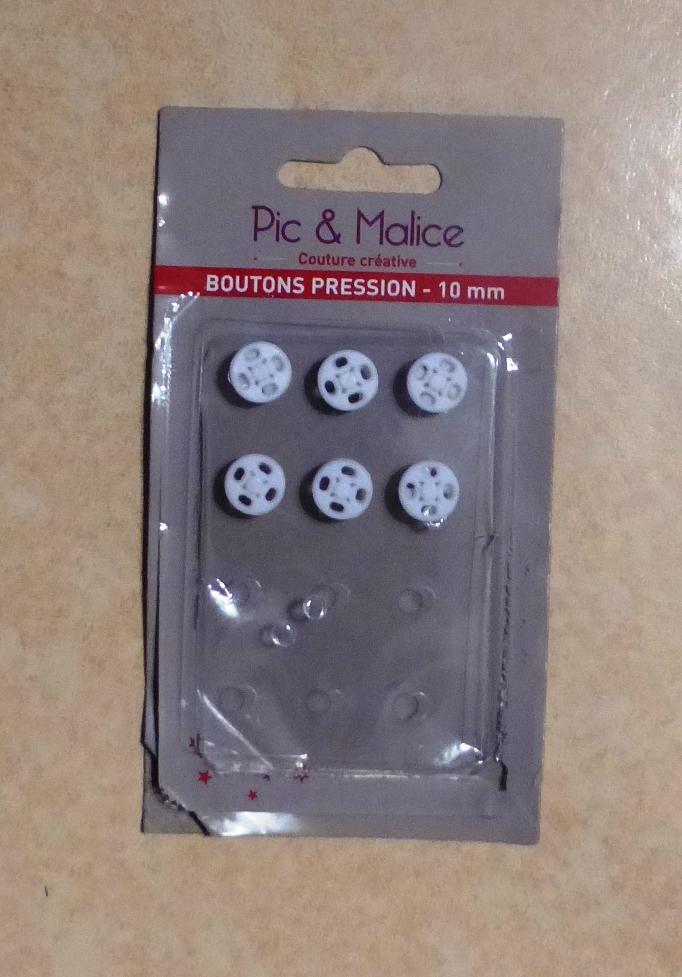 Pic & Malice
Couture créative
BOUTONS PRESSION - 10 mm